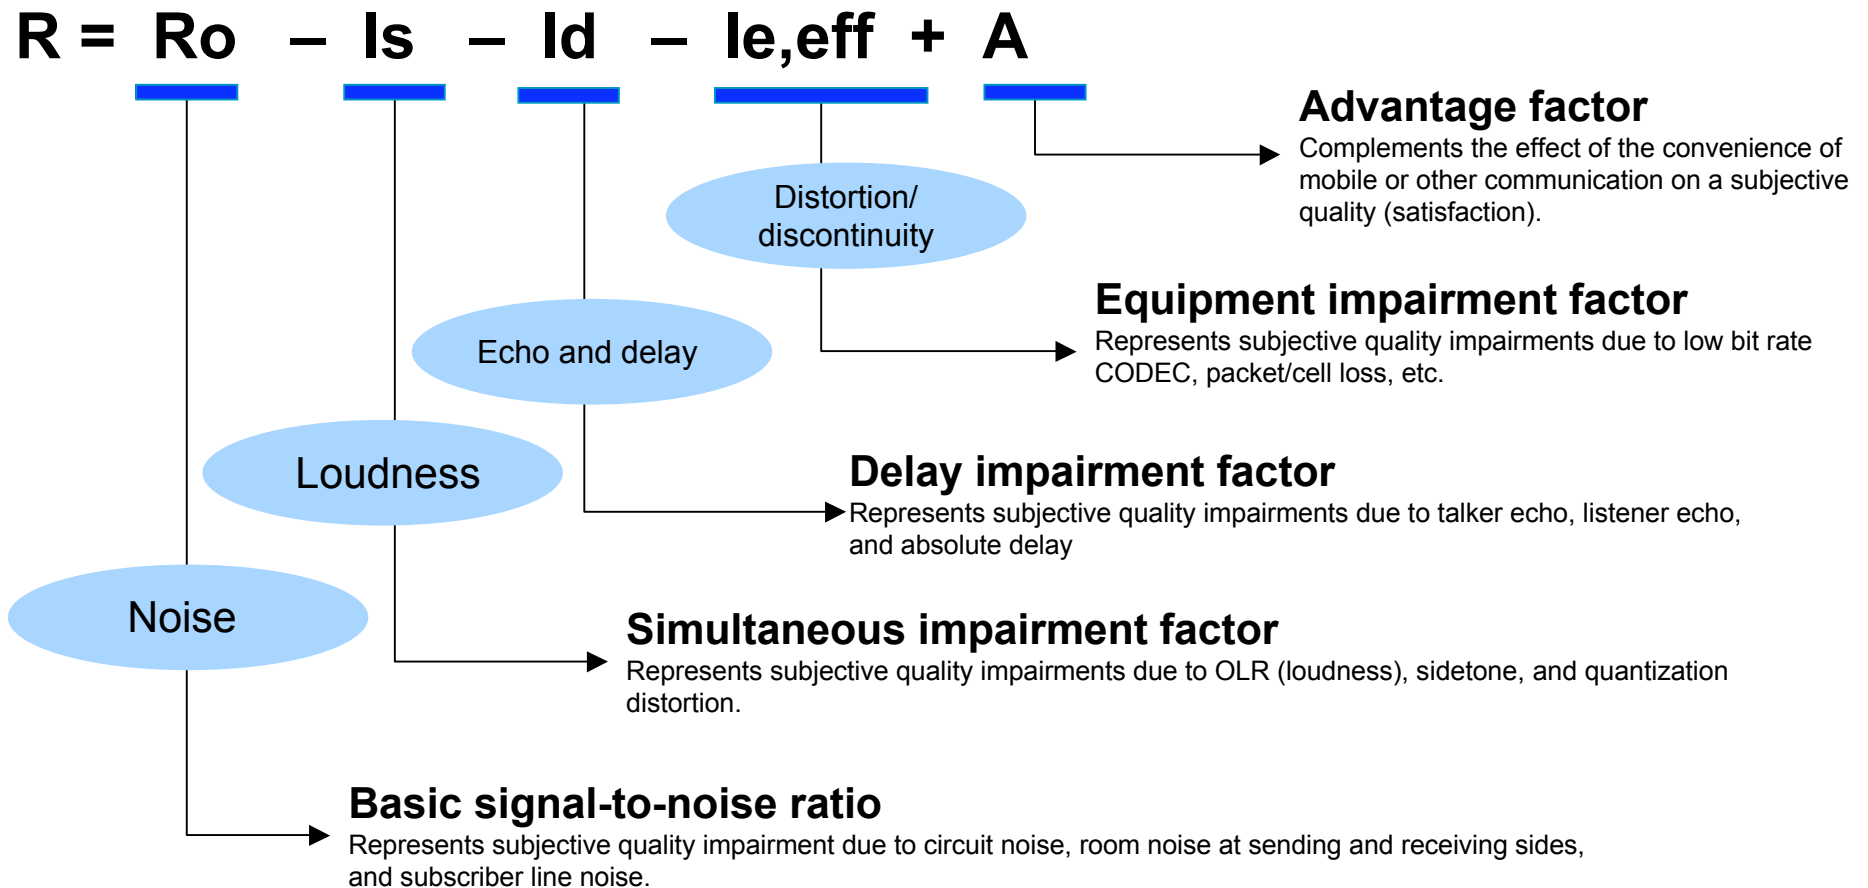 R = Ro – Is – Id – Ie,eff + A
Advantage factor
Complements the effect of the convenience of
mobile or other communication on a subjective
quality (satisfaction).
Distortion/
discontinuity
Equipment impairment factor
Represents subjective quality impairments due to low bit rate
CODEC, packet/cell loss, etc.
Echo and delay
Delay impairment factor
Represents subjective quality impairments due to talker echo, listener echo,
and absolute delay
Loudness
Simultaneous impairment factor
Represents subjective quality impairments due to OLR (loudness), sidetone, and quantization
distortion.
Noise
Basic signal-to-noise ratio
Represents subjective quality impairment due to circuit noise, room noise at sending and receiving sides,
and subscriber line noise.